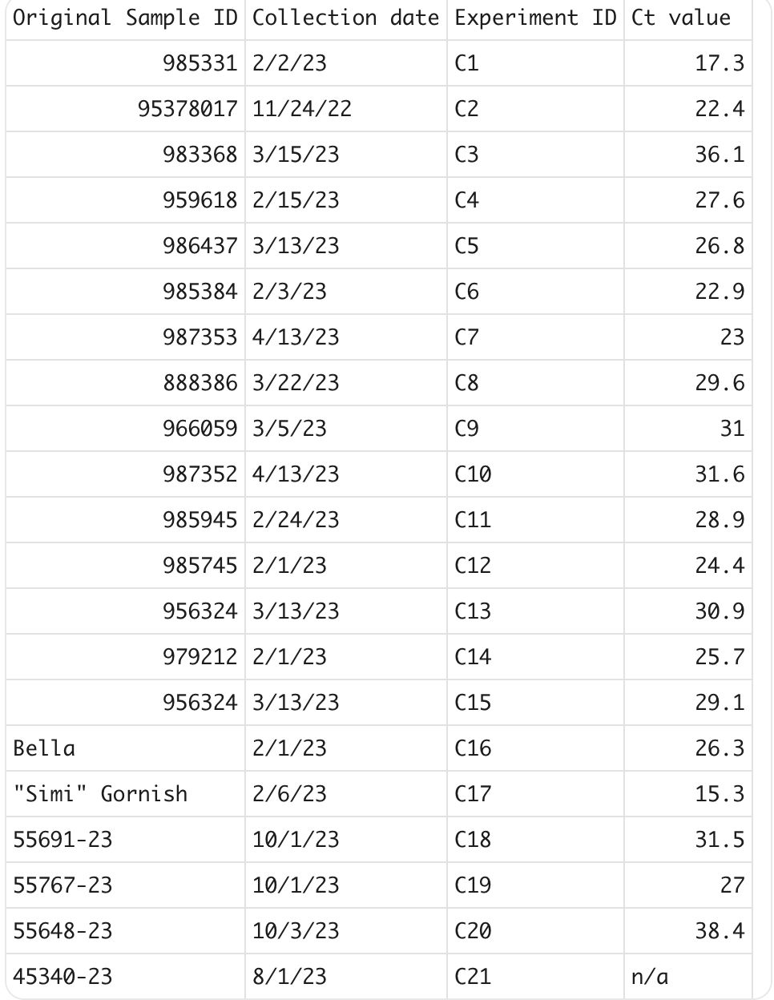 Original Sample ID Collection date Experiment ID Ct value
985331 2/2/23 C1 17.3
95378017 11/24/22 C2 22.4
983368 3/15/23 C3 36.1
959618 2/15/23 C4 27.6
986437 3/13/23 C5 26.8
985384 2/3/23 C6 22.9
987353 4/13/23 C7 23
888386 3/22/23 C8 29.6
966059 3/5/23 C9 31
987352 4/13/23 C10 31.6
985945 2/24/23 C11 28.9
985745 2/1/23 C12 24.4
956324 3/13/23 C13 30.9
979212 2/1/23 C14 25.7
956324 3/13/23 C15 29.1
Bella 2/1/23 C16 26.3
"Simi" Gornish 2/6/23 C17 15.3
55691-23 10/1/23 C18 31.5
55767-23 10/1/23 C19 27
55648-23 10/3/23 C20 38.4
45340-23 8/1/23 C21 n/a